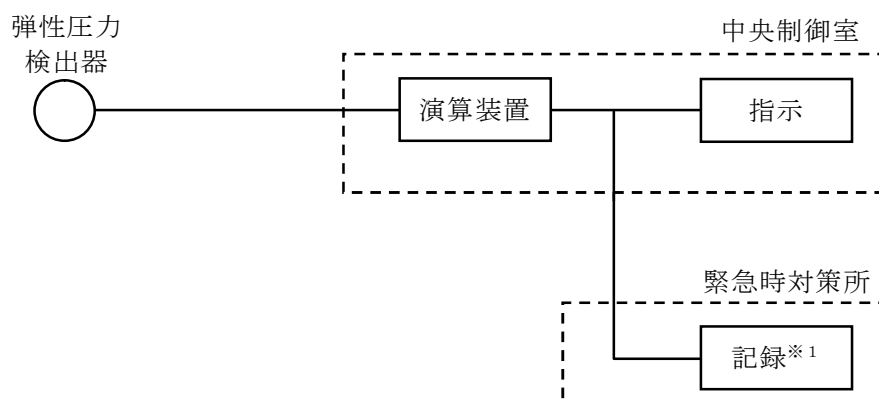 弾性圧力
検出器
中央制御室
演算装置
指示
緊急時対策所
記録※1